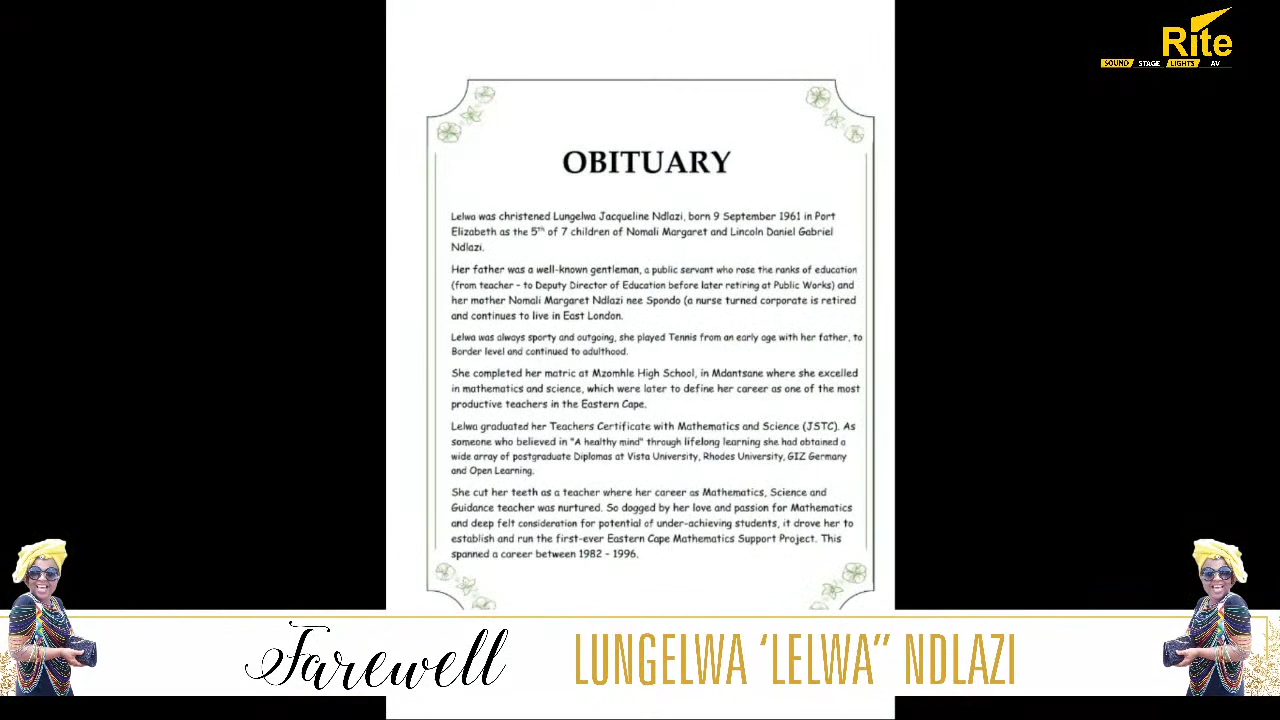 Rite
SOUND STAGE LIGHTS AV
OBITUARY
Lelwa was christened Lungelwa Jacqueline Ndlazi, born 9 September 1961 in Port
Elizabeth as the 5th of 7 children of Nomali Margaret and Lincoln Daniel Gabriel
Ndlazi.
Her father was a well-known gentleman, a public servant who rose the ranks of education
(from teacher – to Deputy Director of Education before later retiring at Public Works) and
her mother Nomali Margaret Ndlazi nee Spondo (a nurse turned corporate is retired
and continues to live in East London.
Lelwa was always sporty and outgoing, she played Tennis from an early age with her father, to
Border level and continued to adulthood.
She completed her matric at Mzomhle High School, in Mdantsane where she excelled
in mathematics and science, which were later to define her career as one of the most
productive teachers in the Eastern Cape.
Lelwa graduated her Teachers Certificate with Mathematics and Science (JSTC). As
someone who believed in "A healthy mind" through lifelong learning she had obtained a
wide array of postgraduate Diplomas at Vista University, Rhodes University, GIZ Germany
and Open Learning.
She cut her teeth as a teacher where her career as Mathematics, Science and
Guidance teacher was nurtured. So dogged by her love and passion for Mathematics
and deep felt consideration for potential of under-achieving students, it drove her to
establish and run the first-ever Eastern Cape Mathematics Support Project. This
spanned a career between 1982 – 1996.
Farewell LUNGELWA ‘LELWA” NDLAZI